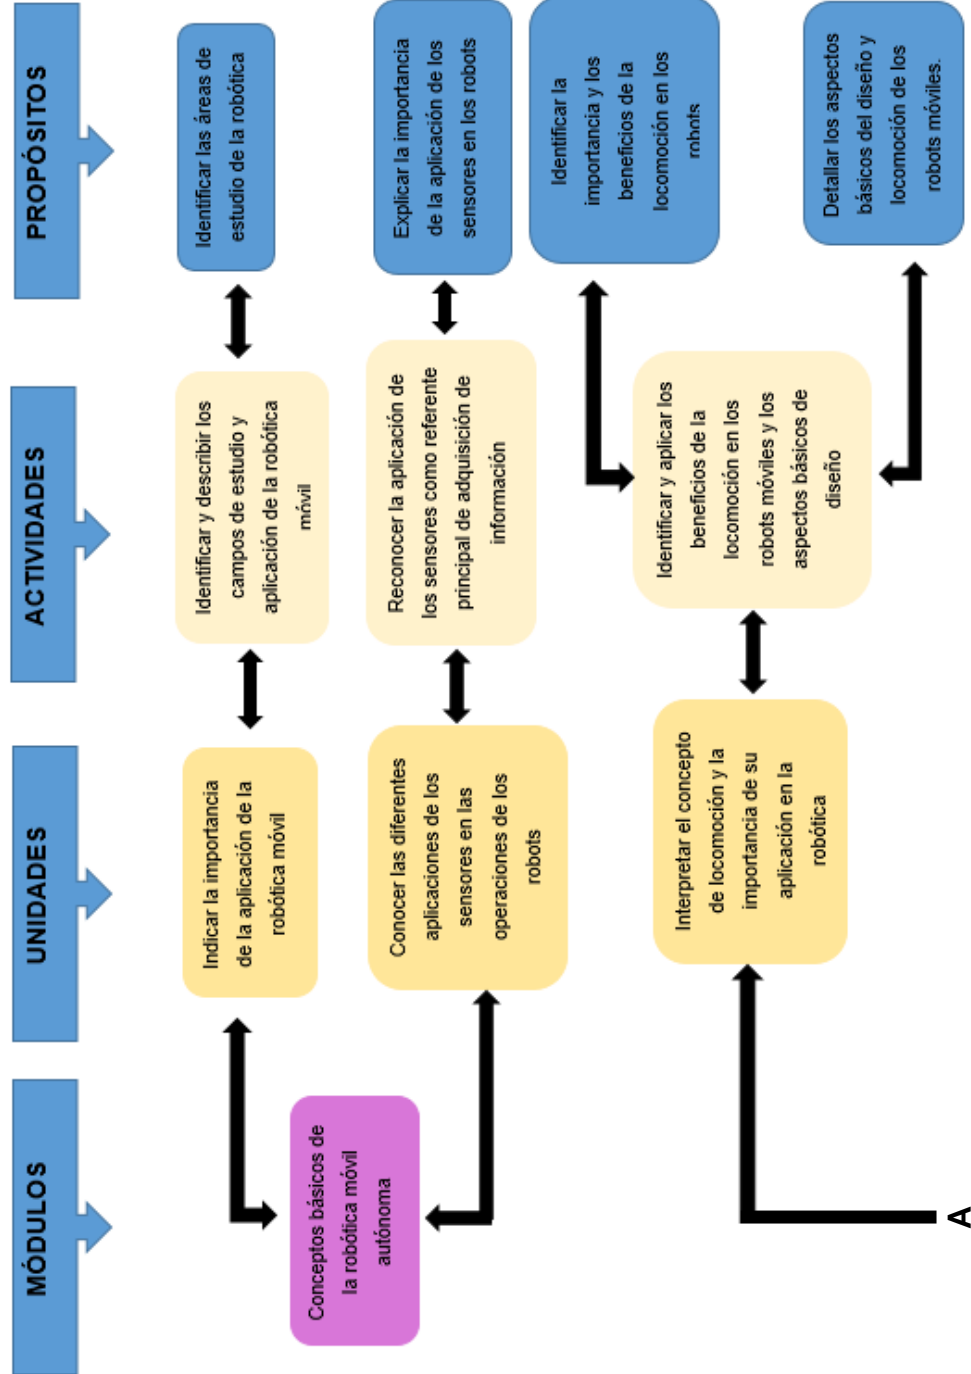 MÓDULOS
UNIDADES
ACTIVIDADES
PROPÓSITOS
Conceptos básicos de
la robótica móvil
autónoma
Indicar la importancia
de la aplicación de la
robótica móvil
Identificar y describir los
campos de estudio y
aplicación de la robótica
móvil
Identificar las áreas de
estudio de la robótica
Conocer las diferentes
aplicaciones de los
sensores en las
operaciones de los
robots
Reconocer la aplicación de
los sensores como referente
principal de adquisición de
información
Explicar la importancia
de la aplicación de los
sensores en los robots
Interpretar el concepto
de locomoción y la
importancia de su
aplicación en la
robótica
Identificar y aplicar los
beneficios de la
locomoción en los
robots móviles y los
aspectos básicos de
diseño
Identificar la
importancia y los
beneficios de la
locomoción en los
robots
Detallar los aspectos
básicos del diseño y
locomoción de los
robots móviles.
A